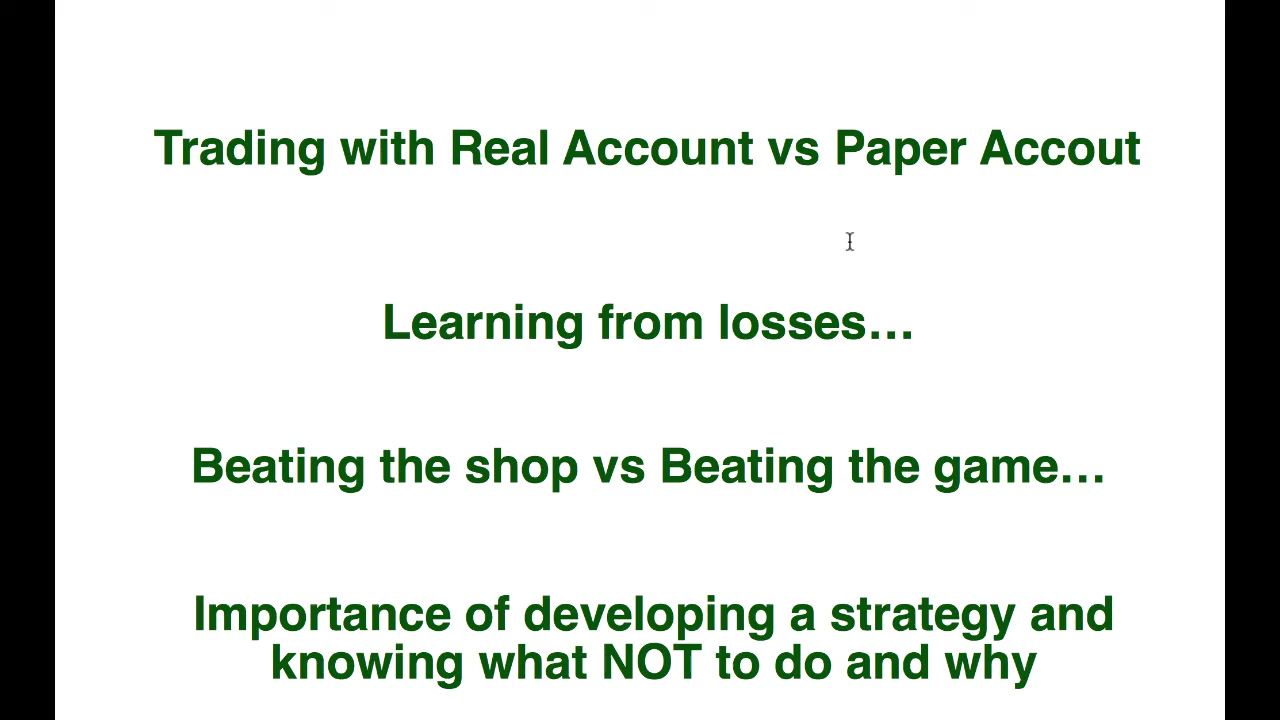 Trading with Real Account vs Paper Accout
Learning from losses…
Beating the shop vs Beating the game…
Importance of developing a strategy and
knowing what NOT to do and why